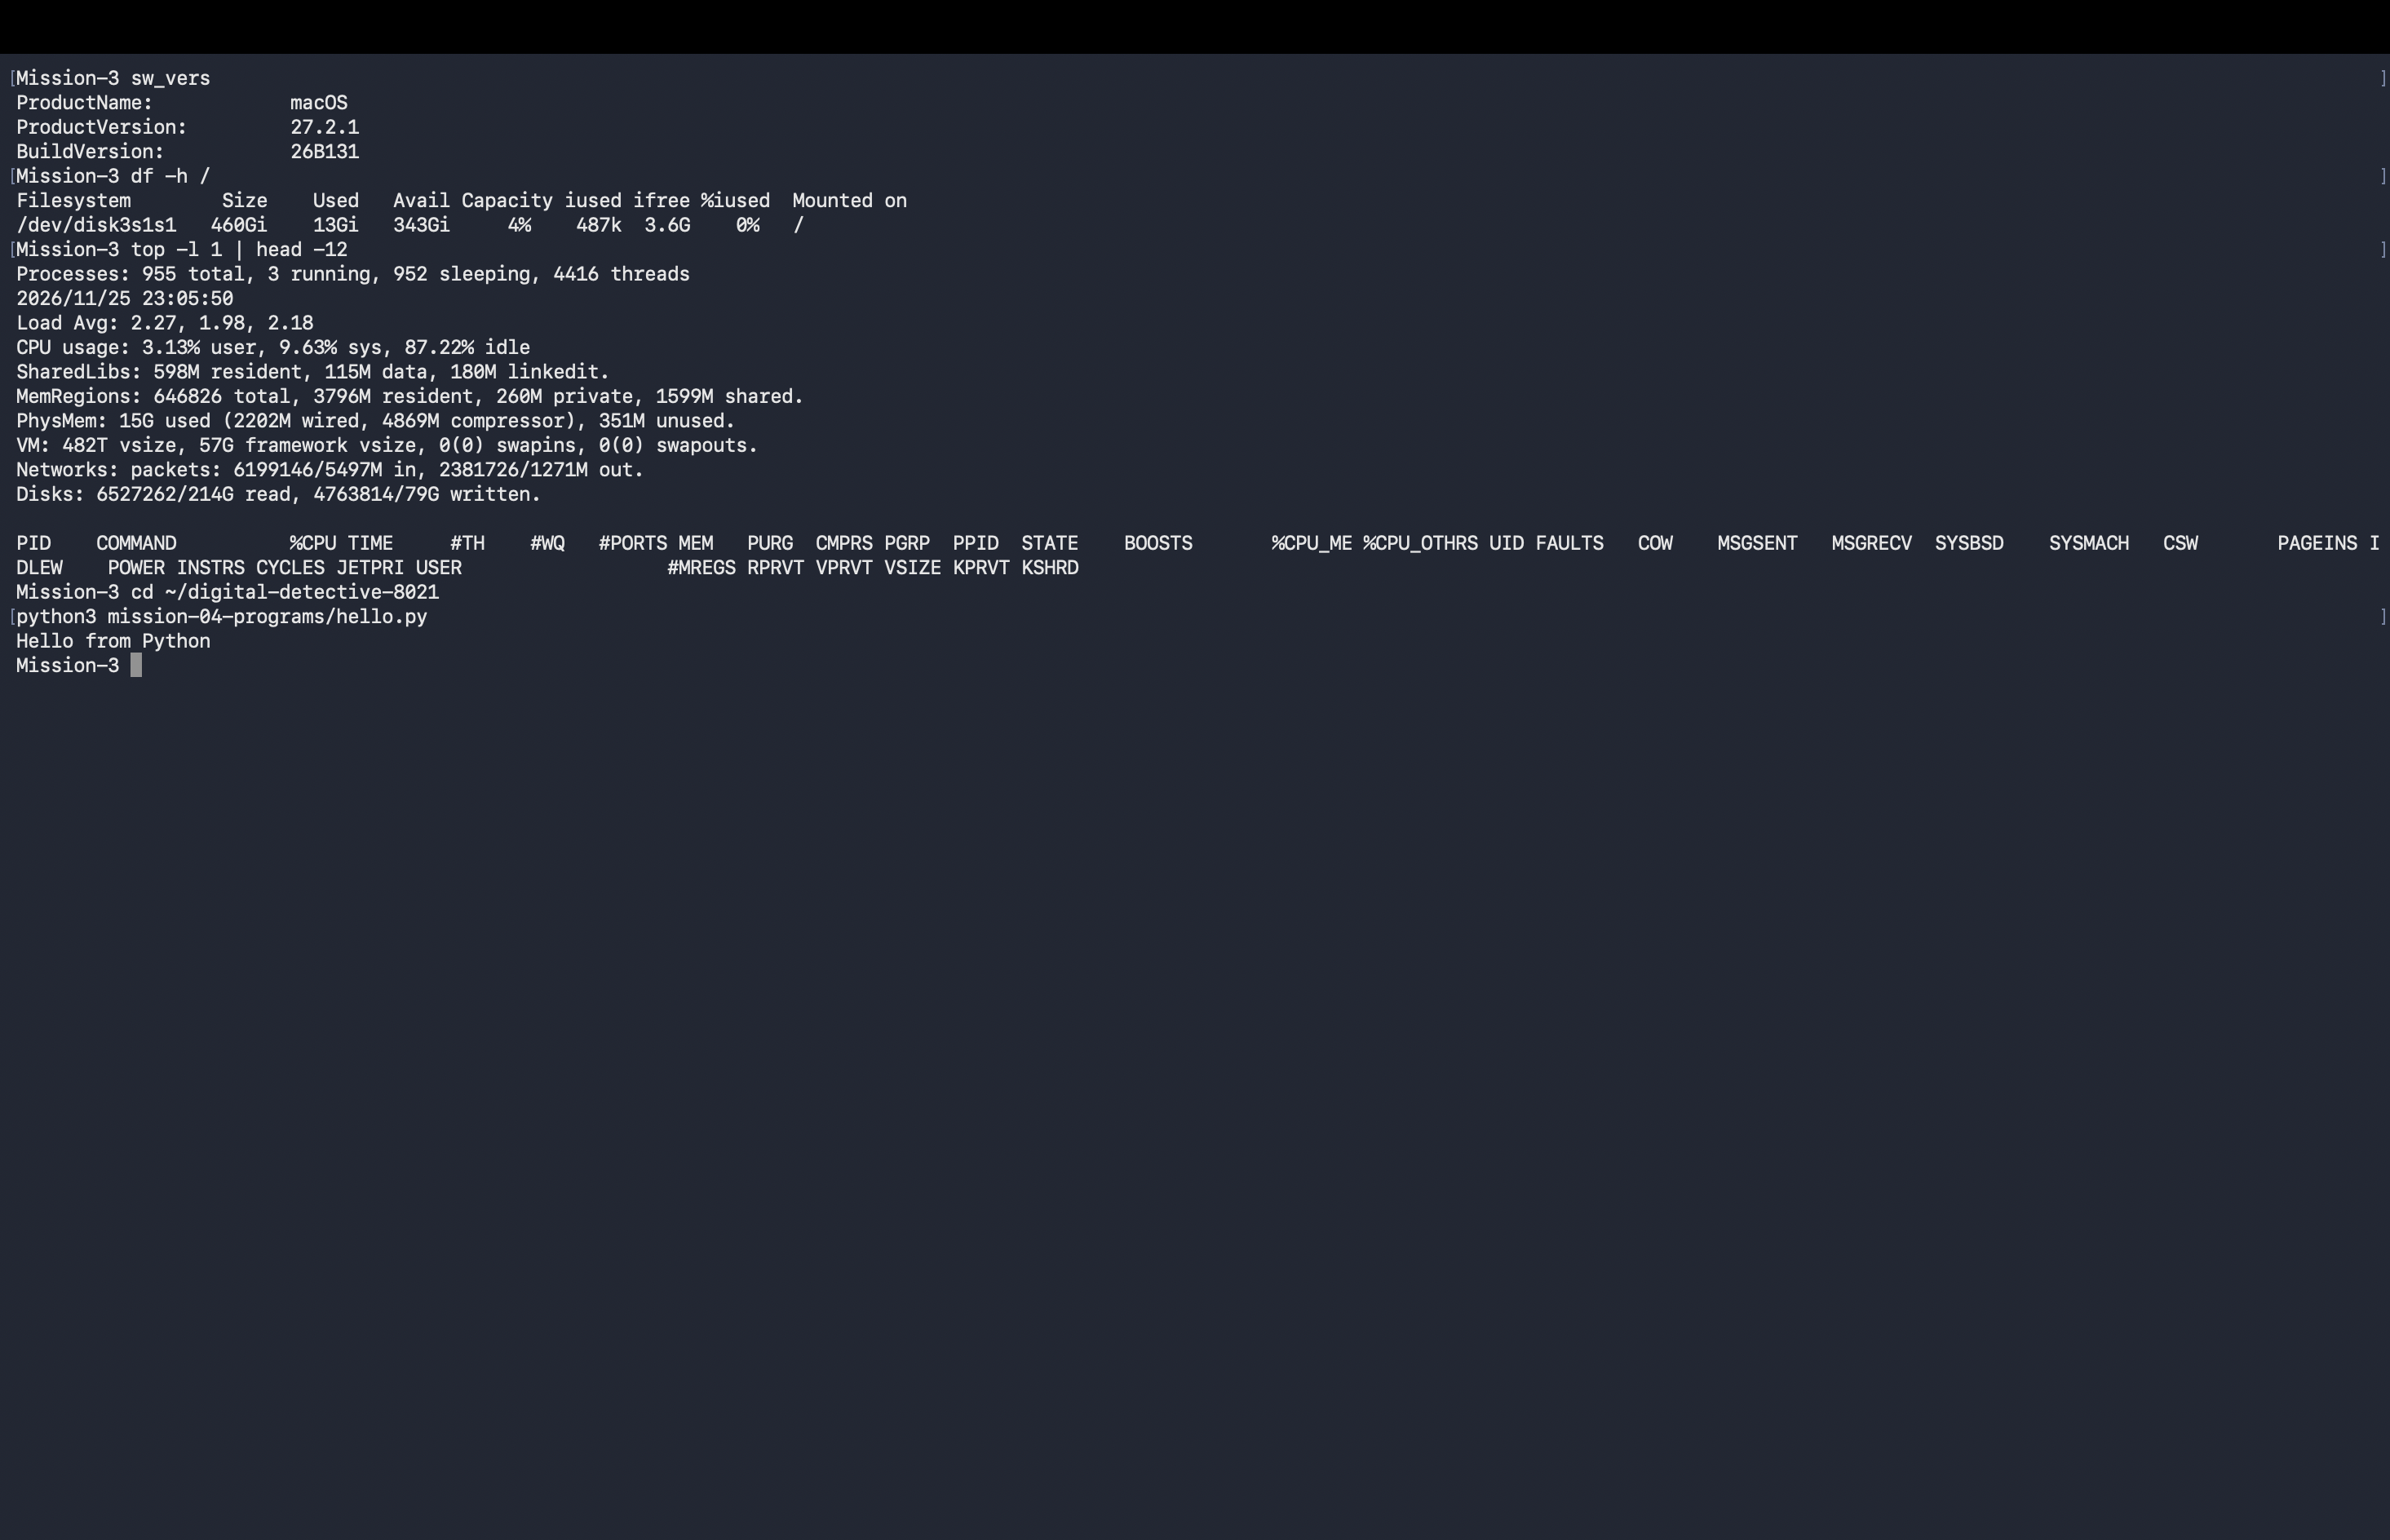 [Mission-3 sw_vers ]
ProductName: macOS
ProductVersion: 27.2.1
BuildVersion: 26B131
[Mission-3 df -h / ]
Filesystem Size Used Avail Capacity iused ifree %iused Mounted on
/dev/disk3s1s1 460Gi 13Gi 343Gi 4% 487k 3.6G 0% /
[Mission-3 top -l 1 | head -12 ]
Processes: 955 total, 3 running, 952 sleeping, 4416 threads
2026/11/25 23:05:50
Load Avg: 2.27, 1.98, 2.18
CPU usage: 3.13% user, 9.63% sys, 87.22% idle
SharedLibs: 598M resident, 115M data, 180M linkedit.
MemRegions: 646826 total, 3796M resident, 260M private, 1599M shared.
PhysMem: 15G used (2202M wired, 4869M compressor), 351M unused.
VM: 482T vsize, 57G framework vsize, 0(0) swapins, 0(0) swapouts.
Networks: packets: 6199146/5497M in, 2381726/1271M out.
Disks: 6527262/214G read, 4763814/79G written.
PID COMMAND %CPU TIME #TH #WQ #PORTS MEM PURG CMPRS PGRP PPID STATE BOOSTS %CPU_ME %CPU_OTHRS UID FAULTS COW MSGSENT MSGRECV SYSBSD SYSMACH CSW PAGEINS I
DLEW POWER INSTRS CYCLES JETPRI USER #MREGS RPRVT VPRVT VSIZE KPRVT KSHRD
Mission-3 cd ~/digital-detective-8021
[python3 mission-04-programs/hello.py ]
Hello from Python
Mission-3